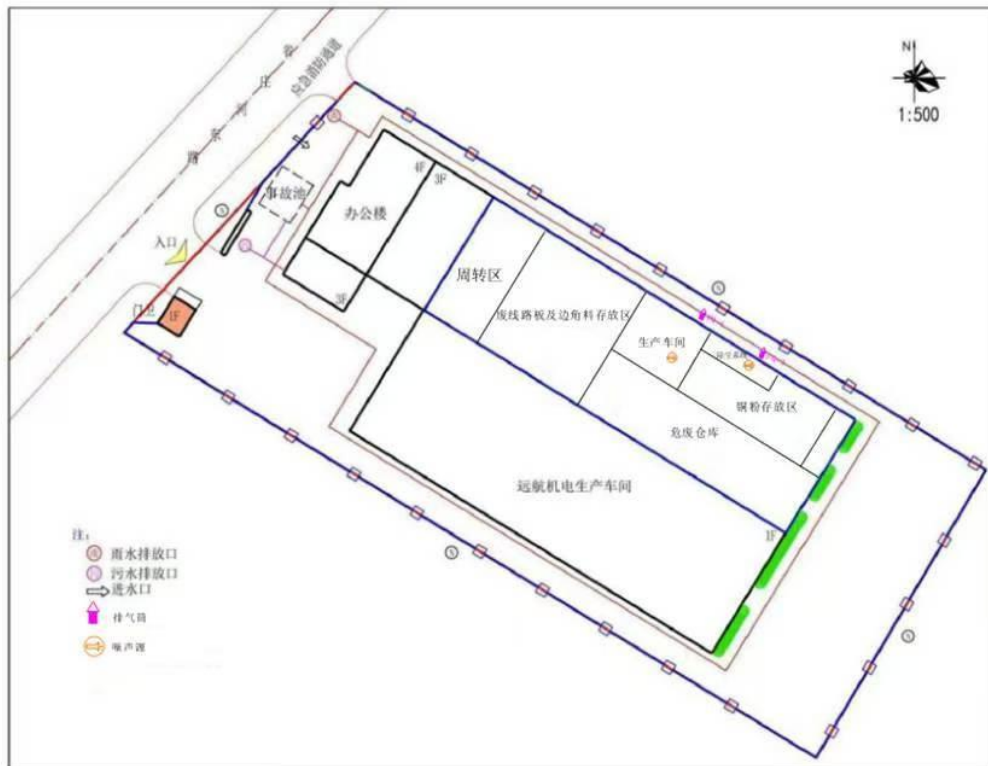 N
1:500
应急消防通道
娄庄河东路
事故池
4F
3F
办公楼
入口
周转区
3F
门卫
1F
废线路板及边角料存放区
生产车间
铜粉存放区
危废仓库
远航机电生产车间
1F
注:
雨水排放口
污水排放口
进水口
排气筒
噪声源